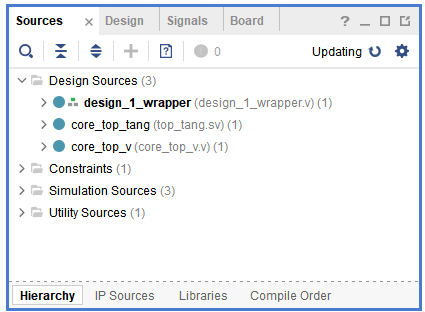 Sources × Design Signals Board ?
? 0 Updating
Design Sources (3)
design_1_wrapper (design_1_wrapper.v) (1)
core_top_tang (top_tang.sv) (1)
core_top_v (core_top_v.v) (1)
Constraints (1)
Simulation Sources (3)
Utility Sources (1)
Hierarchy IP Sources Libraries Compile Order